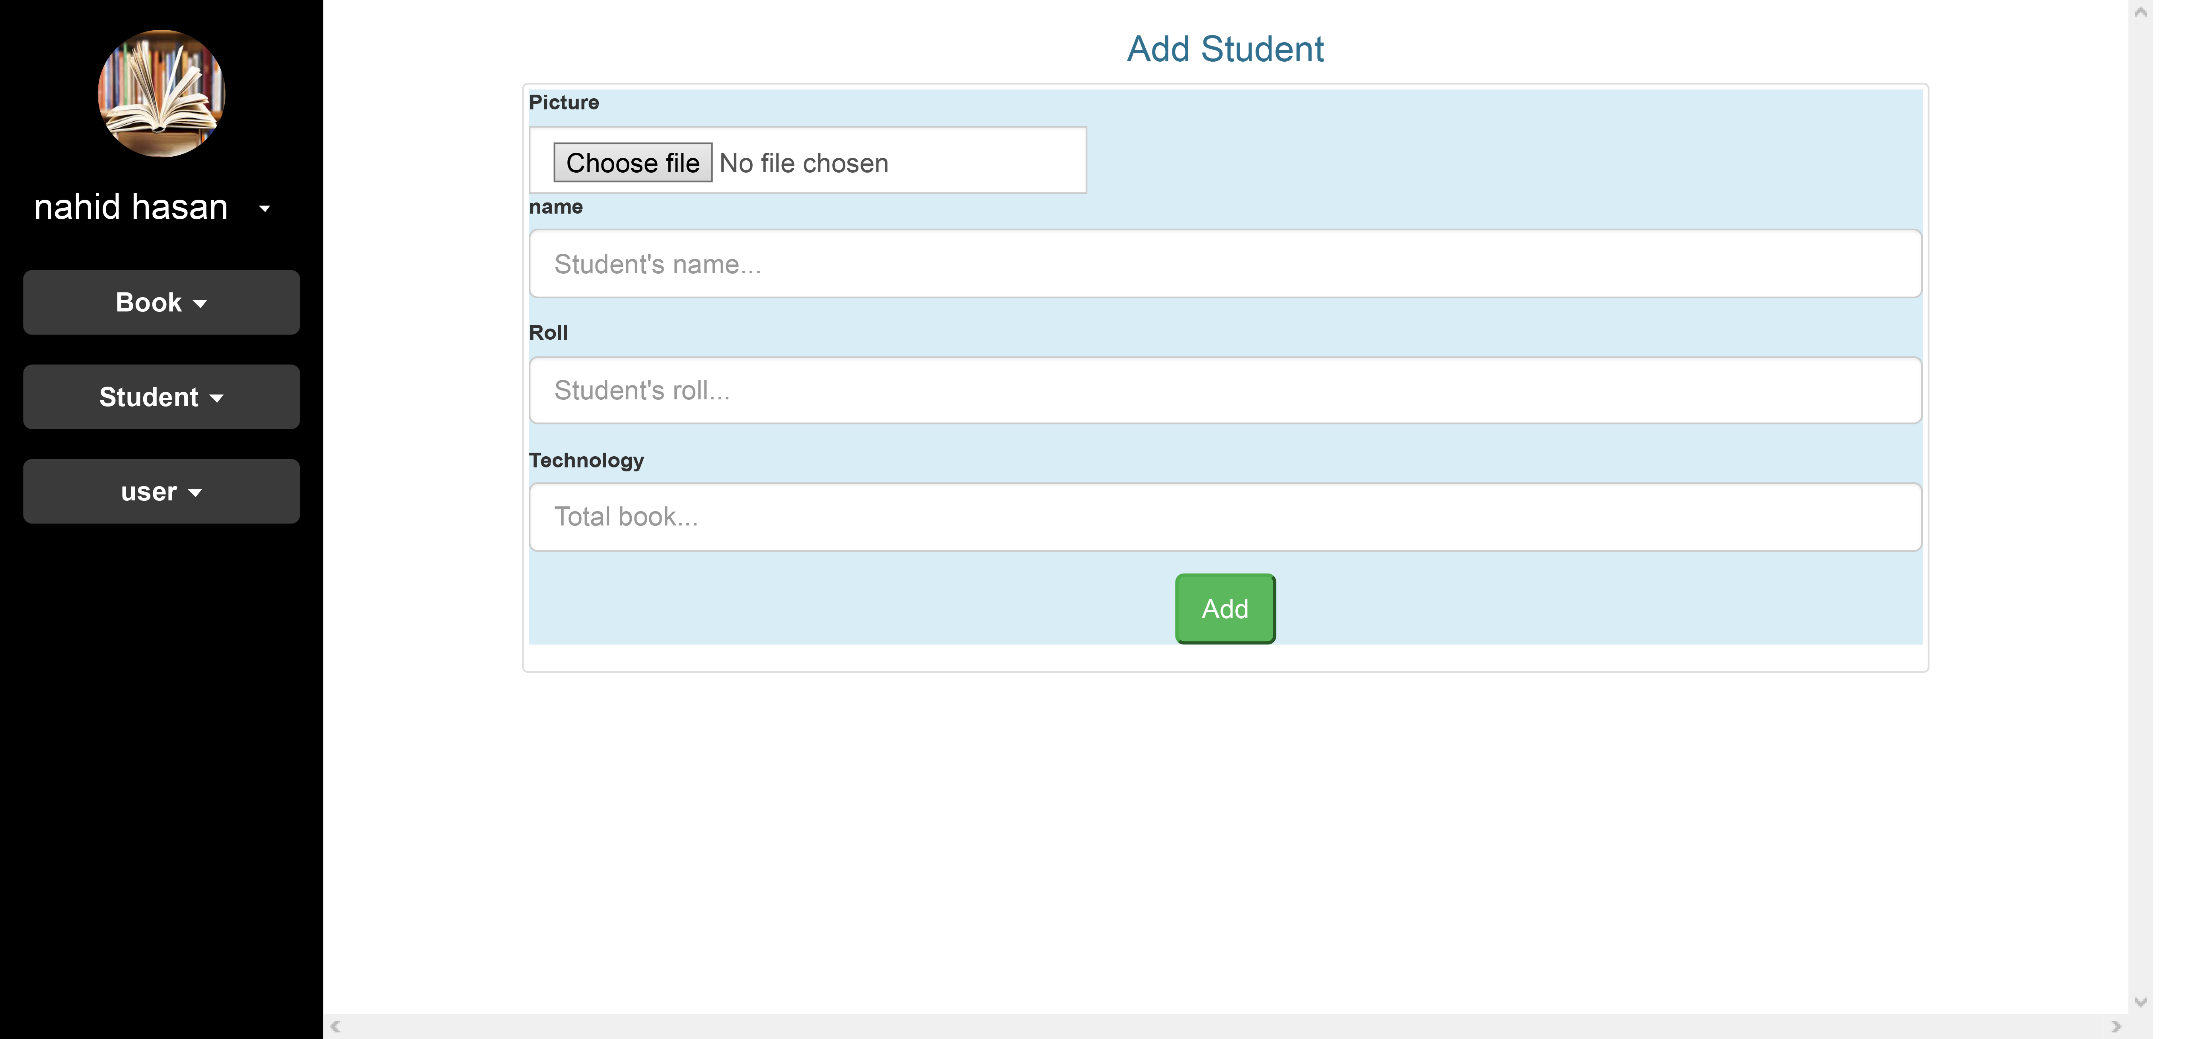 nahid hasan
Book
Student
user
Add Student
Picture
Choose file No file chosen
name
Student's name...
Roll
Student's roll...
Technology
Total book...
Add